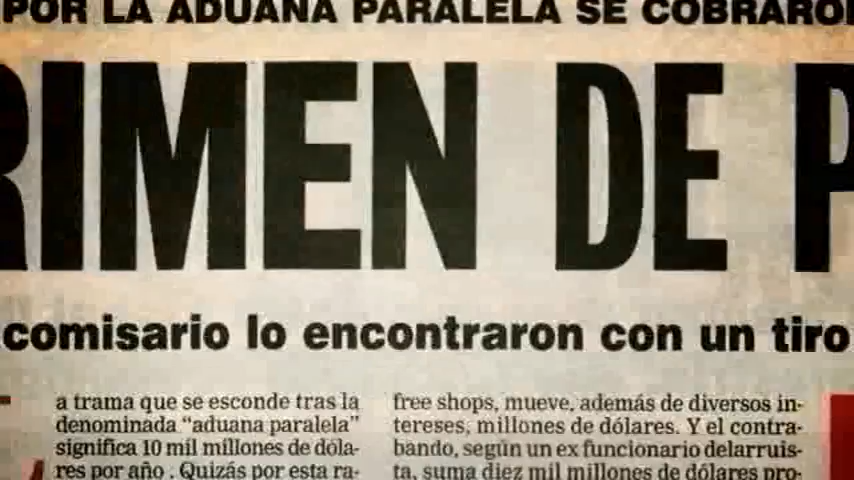 POR LA ADUANA PARALELA SE COBRARO
RIMEN DE P
comisario lo encontraron con un tiro
a trama que se esconde tras la
denominada “aduana paralela”
significa 10 mil millones de dóla-
res por año . Quizás por esta ra-
free shops, mueve, además de diversos in-
tereses, millones de dólares. Y el contra-
bando, según un ex funcionario delarruis-
ta, suma diez mil millones de dólares pro-